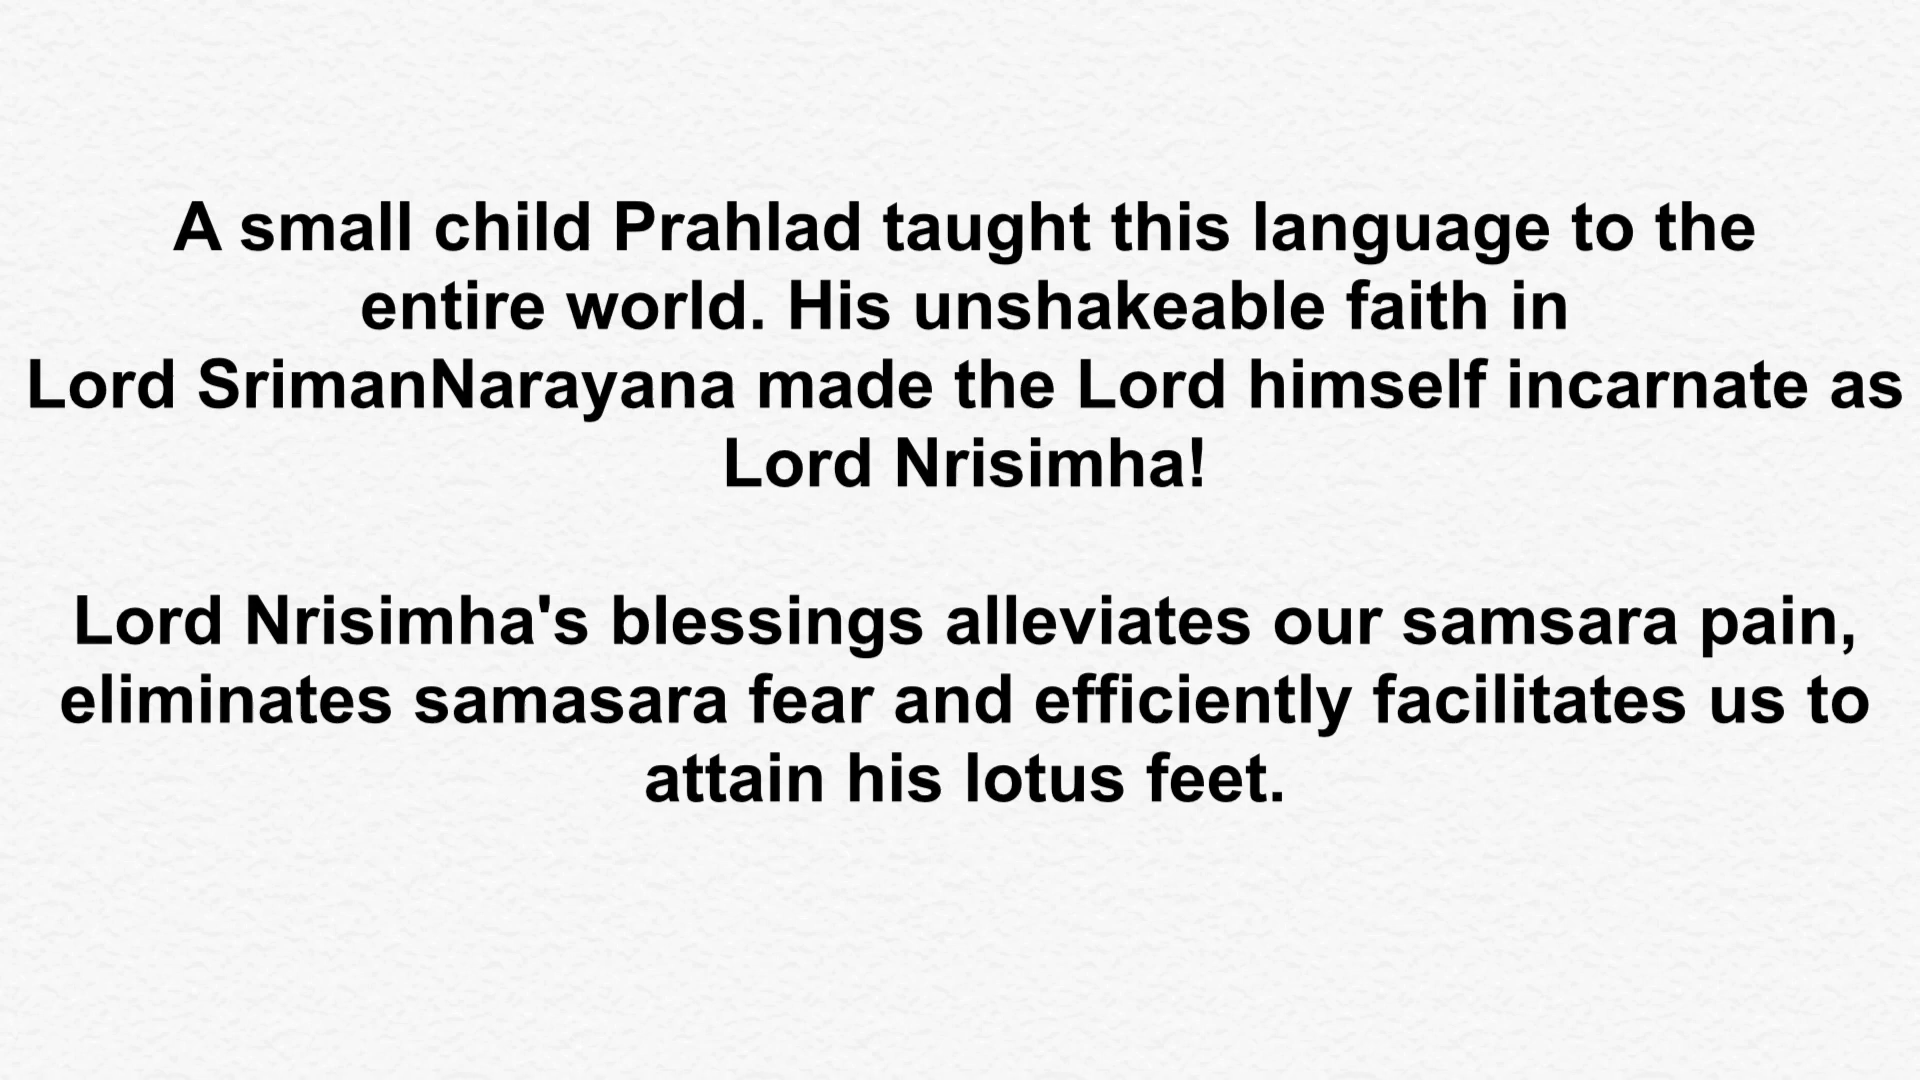 A small child Prahlad taught this language to the
entire world. His unshakeable faith in
Lord SrimanNarayana made the Lord himself incarnate as
Lord Nrisimha!
Lord Nrisimha's blessings alleviates our samsara pain,
eliminates samasara fear and efficiently facilitates us to
attain his lotus feet.